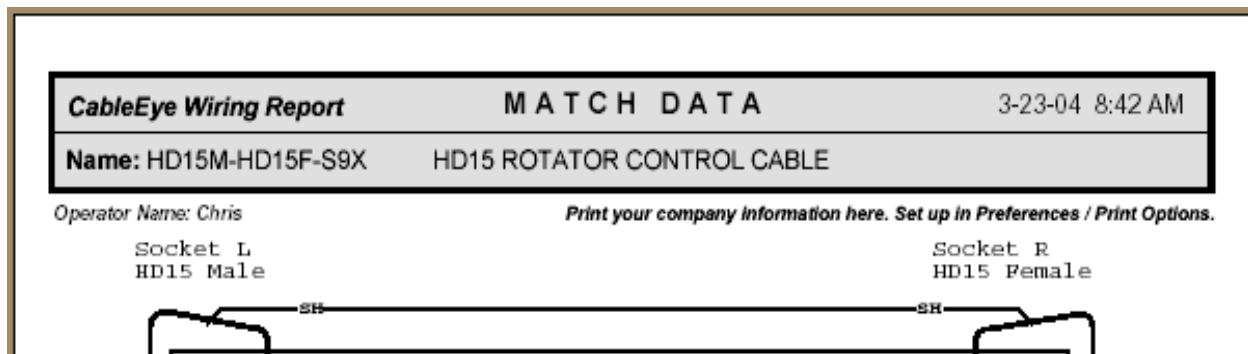 CableEye Wiring Report MATCH DATA 3-23-04 8:42 AM
Name: HD15M-HD15F-S9X HD15 ROTATOR CONTROL CABLE
Operator Name: Chris Print your company information here. Set up in Preferences / Print Options.
Socket L Socket R
HD15 Male HD15 Female
SH SH